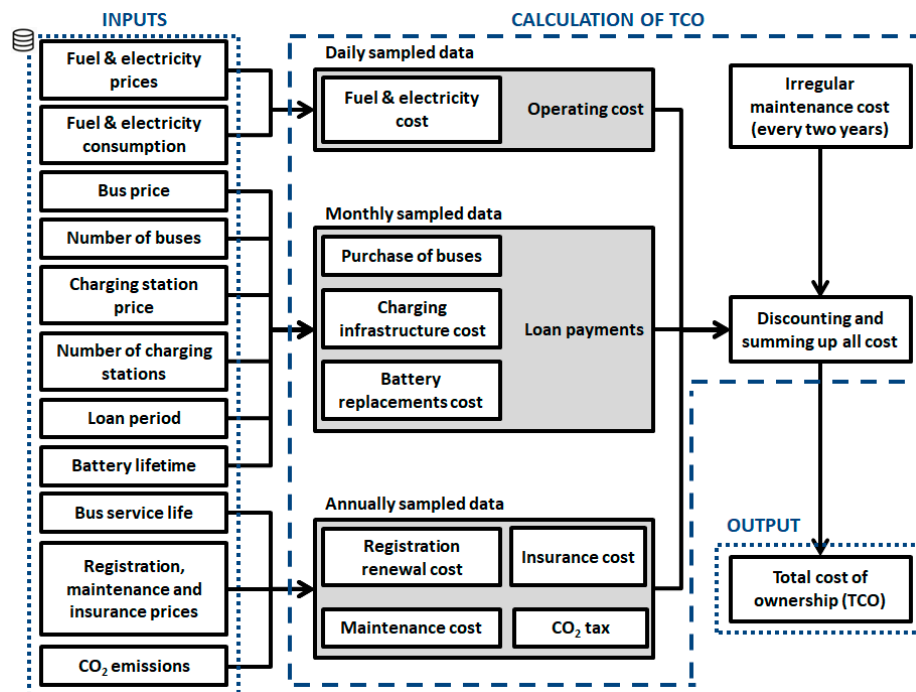 INPUTS
Fuel & electricity
prices
Fuel & electricity
consumption
Bus price
Number of buses
Charging station
price
Number of charging
stations
Loan period
Battery lifetime
Bus service life
Registration,
maintenance and
insurance prices
CO₂ emissions
CALCULATION OF TCO
Daily sampled data
Fuel & electricity
cost
Operating cost
Monthly sampled data
Purchase of buses
Charging
infrastructure cost
Battery
replacements cost
Loan payments
Annually sampled data
Registration
renewal cost
Insurance cost
Maintenance cost
CO₂ tax
Irregular
maintenance cost
(every two years)
Discounting and
summing up all cost
OUTPUT
Total cost of
ownership (TCO)